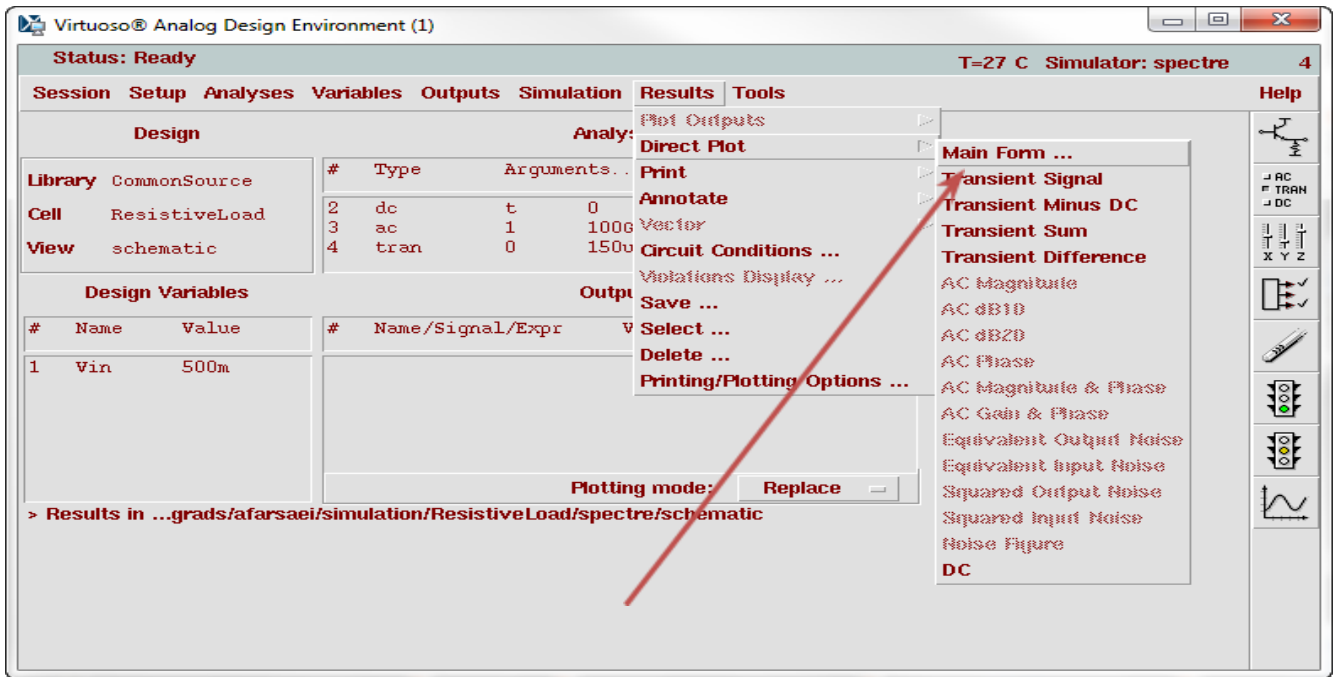 Virtuoso® Analog Design Environment (1)
Status: Ready
T=27 C Simulator: spectre 4
Session Setup Analyses Variables Outputs Simulation Results Tools Help
Design
Analy
Library CommonSource
Cell ResistiveLoad
View schematic
# Type Arguments..
2 dc t 0
3 ac 1 100G
4 tran 0 150u
Design Variables
Outpu
# Name Value
1 Vin 500m
# Name/Signal/Expr V
Plotting mode: Replace
> Results in ...grads/afarsaei/simulation/ResistiveLoad/spectre/schematic
Plot Outputs
Direct Plot
Print
Annotate
Vector
Circuit Conditions ...
Violations Display ...
Save ...
Select ...
Delete ...
Printing/Plotting Options ...
Main Form ...
Transient Signal
Transient Minus DC
Transient Sum
Transient Difference
AC Magnitude
AC dB10
AC dB20
AC Phase
AC Magnitude & Phase
AC Gain & Phase
Equivalent Output Noise
Equivalent Input Noise
Squared Output Noise
Squared Input Noise
Noise Figure
DC
AC
TRAN
DC
X Y Z